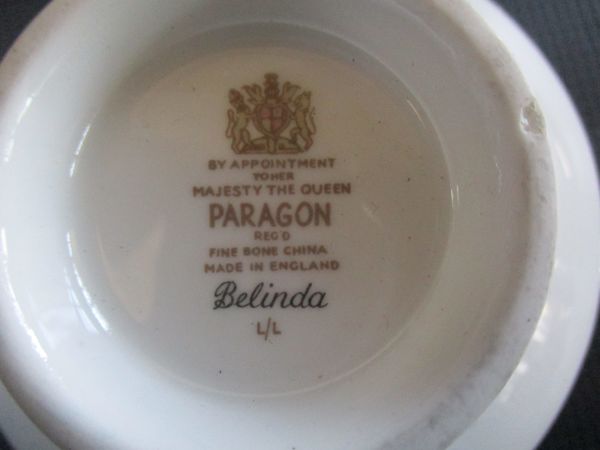 BY APPOINTMENT
TO HER
MAJESTY THE QUEEN
PARAGON
REG'D
FINE BONE CHINA
MADE IN ENGLAND
Belinda
L/L